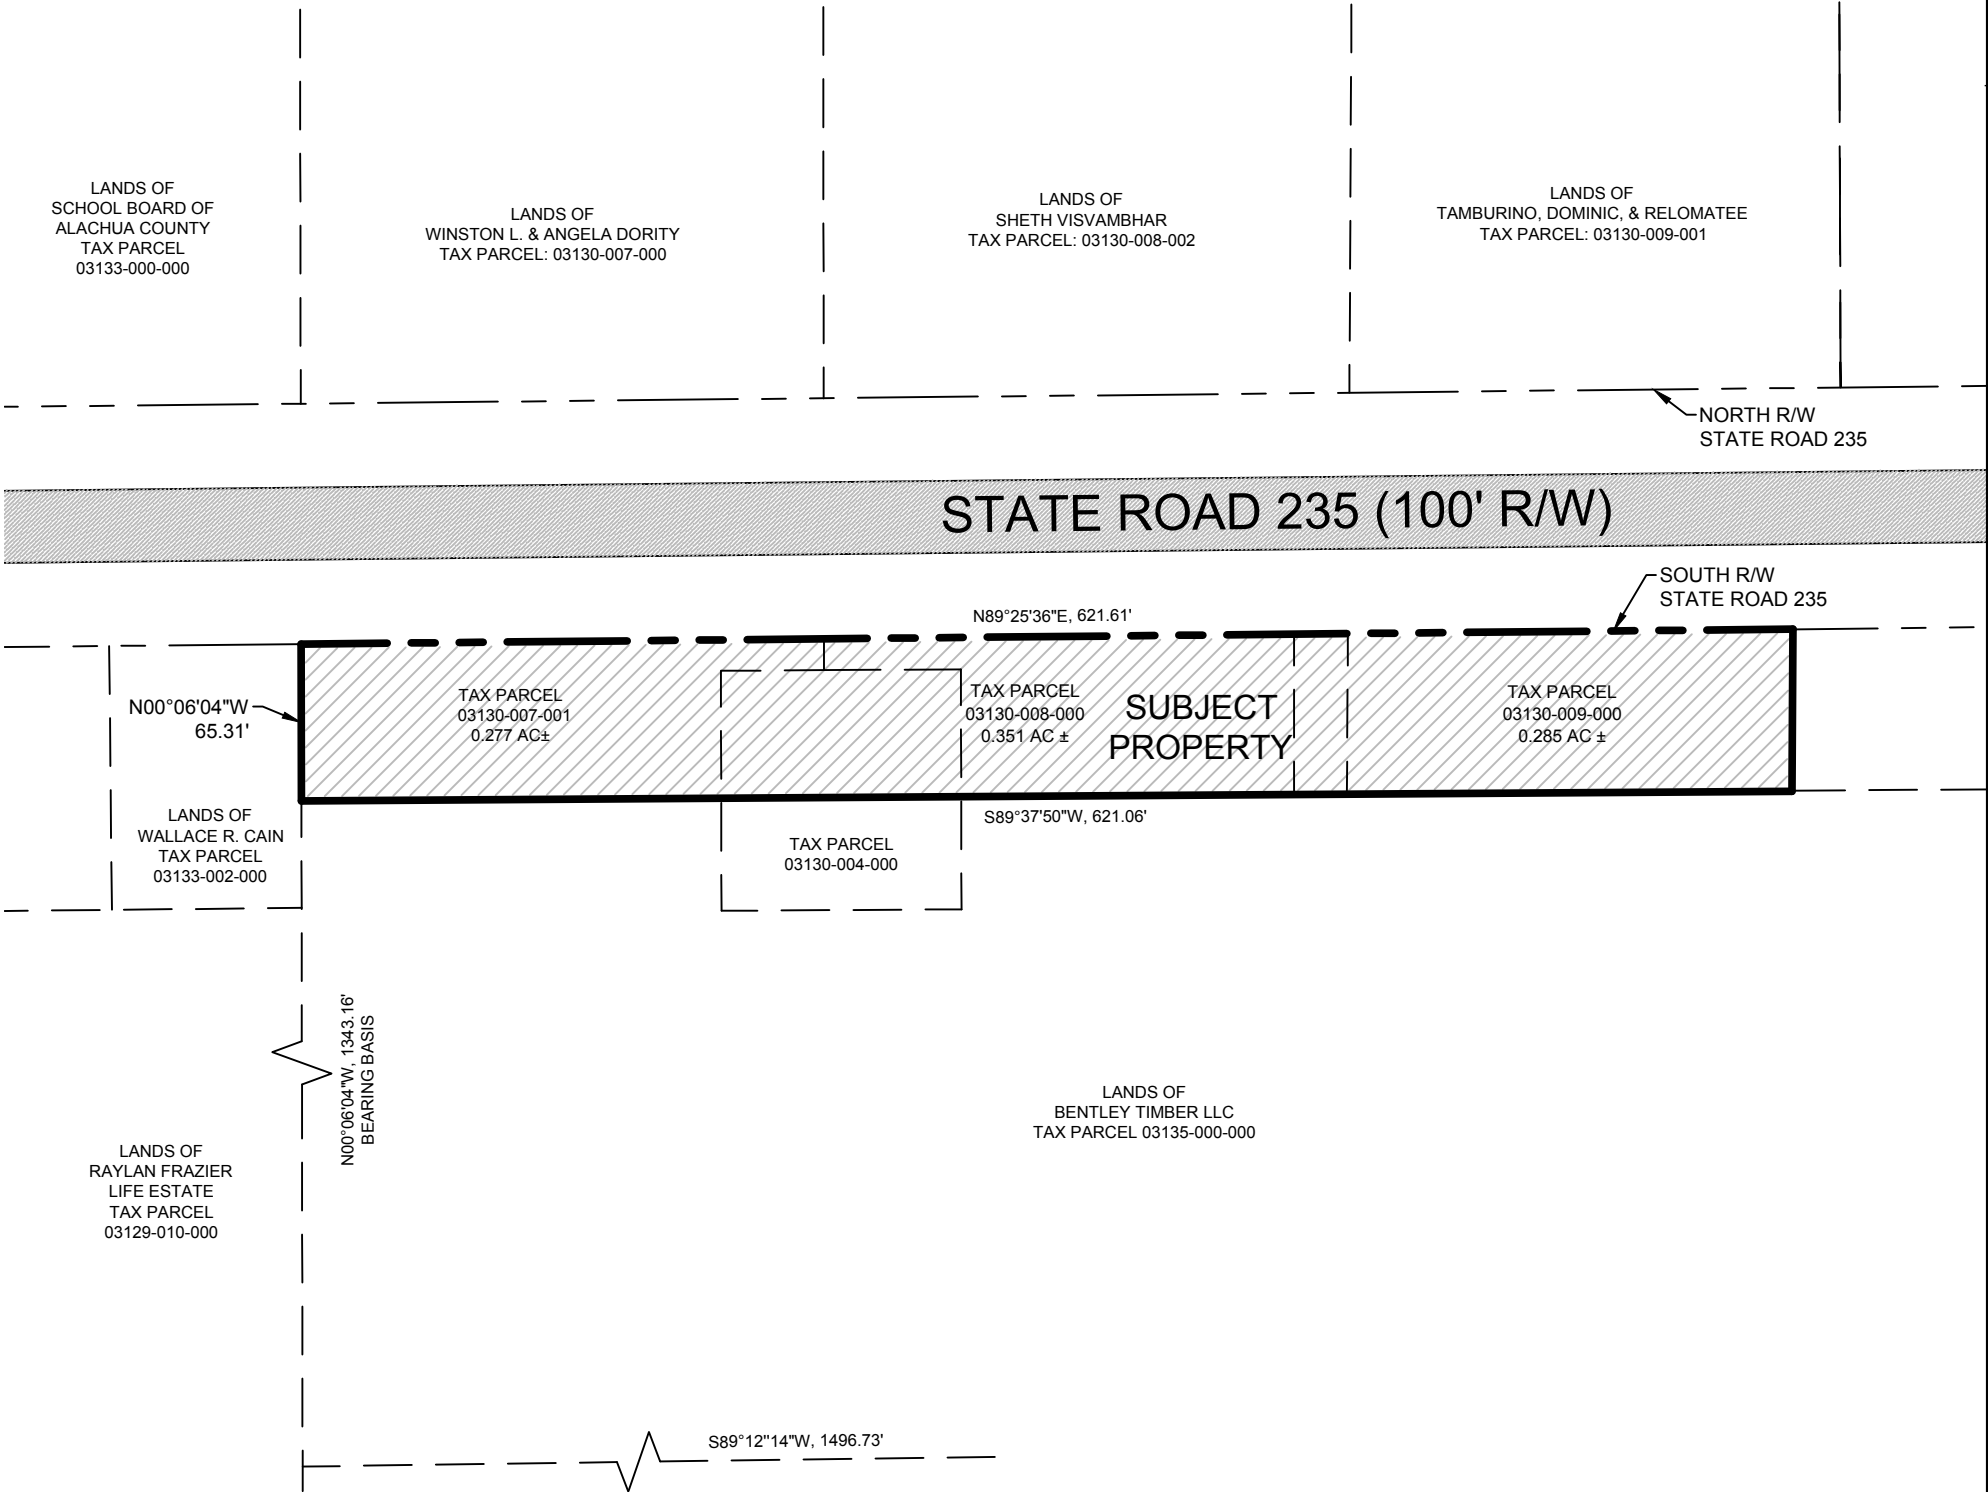 LANDS OF
SCHOOL BOARD OF
ALACHUA COUNTY
TAX PARCEL
03133-000-000
LANDS OF
WINSTON L. & ANGELA DORITY
TAX PARCEL: 03130-007-000
LANDS OF
SHETH VISVAMBHAR
TAX PARCEL: 03130-008-002
LANDS OF
TAMBURINO, DOMINIC, & RELOMATEE
TAX PARCEL: 03130-009-001
NORTH R/W
STATE ROAD 235
STATE ROAD 235 (100' R/W)
SOUTH R/W
STATE ROAD 235
N89°25'36"E, 621.61'
N00°06'04"W
65.31'
TAX PARCEL
03130-007-001
0.277 AC±
TAX PARCEL
03130-008-000
0.351 AC ±
SUBJECT
PROPERTY
TAX PARCEL
03130-009-000
0.285 AC ±
S89°37'50"W, 621.06'
LANDS OF
WALLACE R. CAIN
TAX PARCEL
03133-002-000
TAX PARCEL
03130-004-000
N00°06'04"W, 1343.16'
BEARING BASIS
LANDS OF
BENTLEY TIMBER LLC
TAX PARCEL 03135-000-000
LANDS OF
RAYLAN FRAZIER
LIFE ESTATE
TAX PARCEL
03129-010-000
S89°12"14"W, 1496.73'